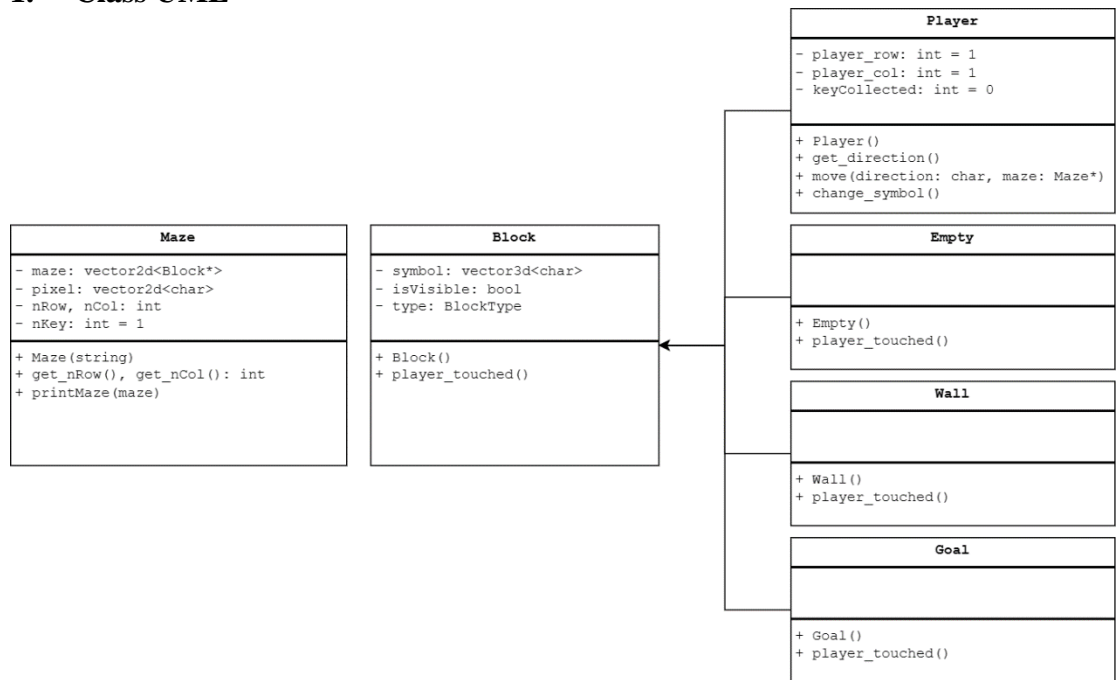 1. Class UML
Player
- player_row: int = 1
- player_col: int = 1
- keyCollected: int = 0
+ Player()
+ get_direction()
+ move(direction: char, maze: Maze*)
+ change_symbol()
Maze
- maze: vector2d<Block*>
- pixel: vector2d<char>
- nRow, nCol: int
- nKey: int = 1
+ Maze(string)
+ get_nRow(), get_nCol(): int
+ printMaze(maze)
Block
- symbol: vector3d<char>
- isVisible: bool
- type: BlockType
+ Block()
+ player_touched()
Empty
+ Empty()
+ player_touched()
Wall
+ Wall()
+ player_touched()
Goal
+ Goal()
+ player_touched()